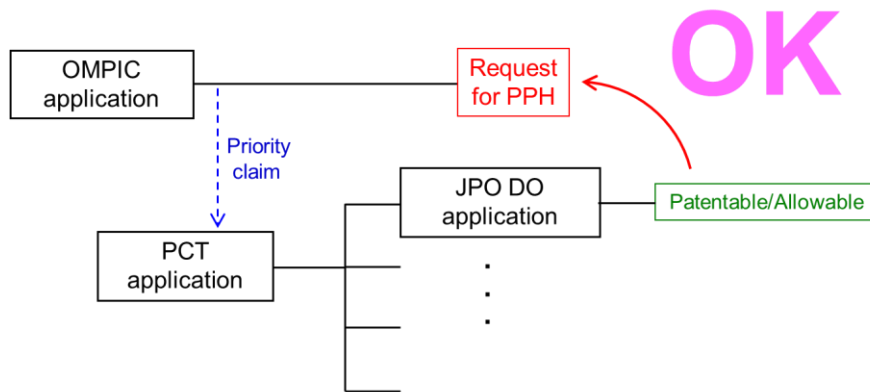 OK
OMPIC
application
Request
for PPH
Priority
claim
JPO DO
application
Patentable/Allowable
PCT
application